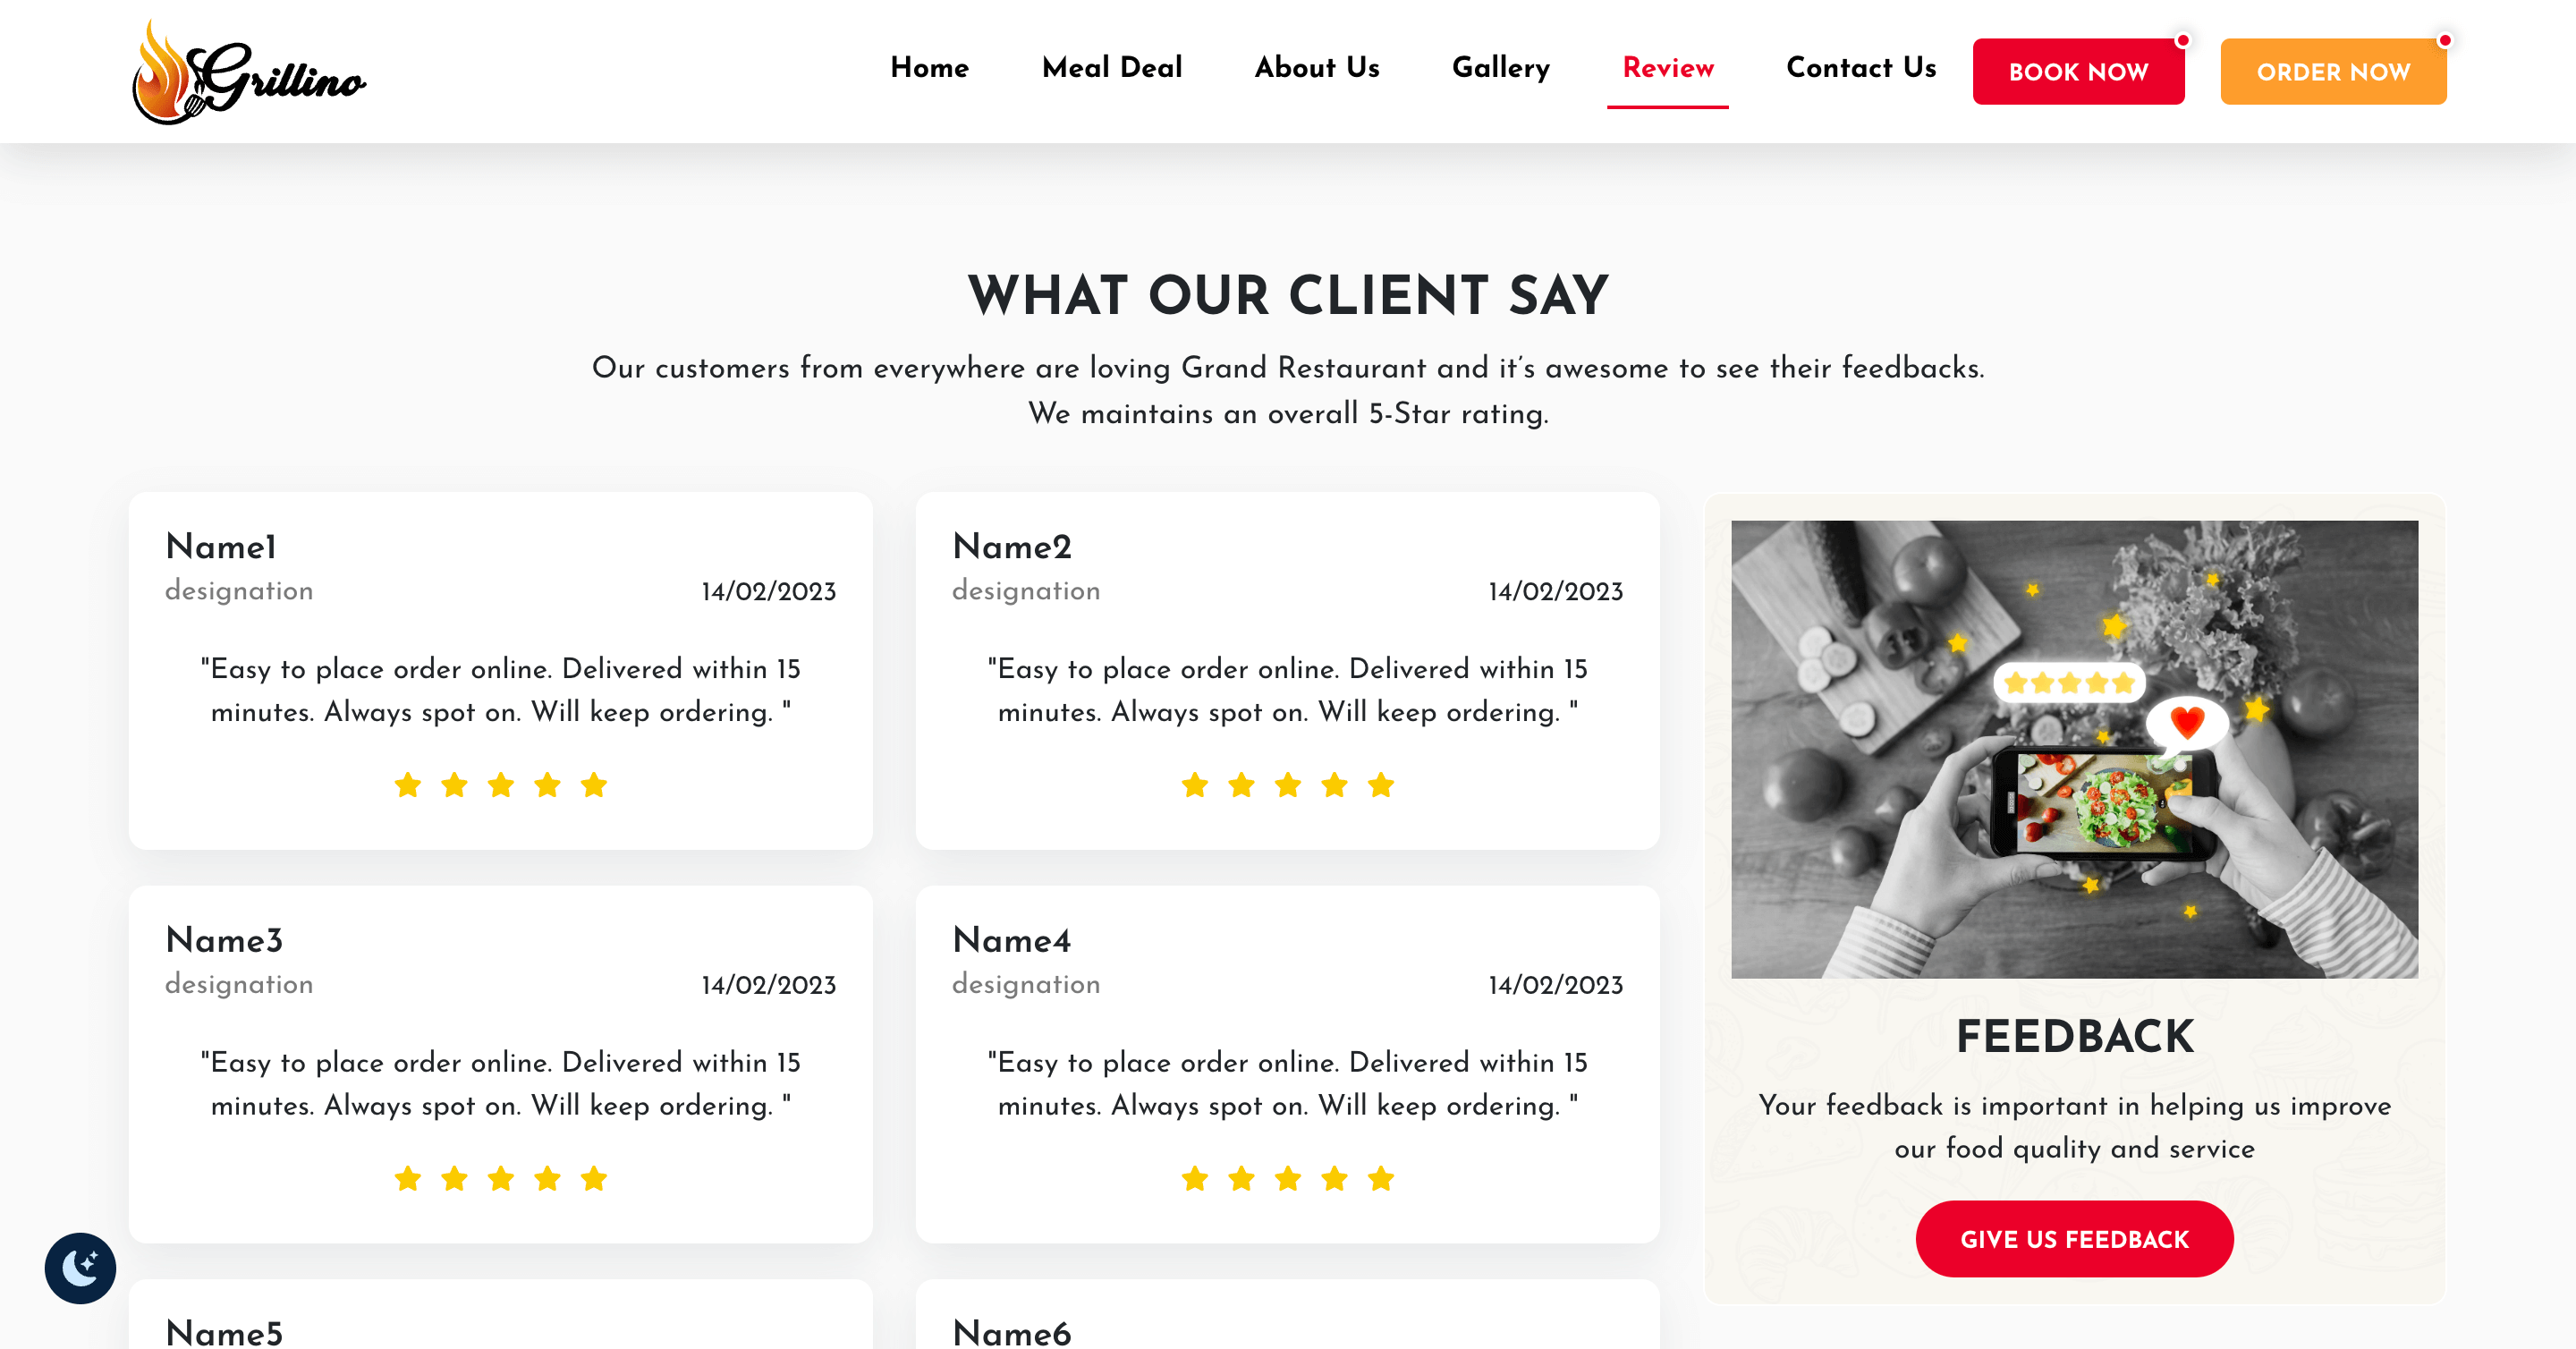 Grillino
Home Meal Deal About Us Gallery Review Contact Us BOOK NOW ORDER NOW
WHAT OUR CLIENT SAY
Our customers from everywhere are loving Grand Restaurant and it’s awesome to see their feedbacks.
We maintains an overall 5-Star rating.
Name1
designation 14/02/2023
"Easy to place order online. Delivered within 15
minutes. Always spot on. Will keep ordering. "
Name2
designation 14/02/2023
"Easy to place order online. Delivered within 15
minutes. Always spot on. Will keep ordering. "
Name3
designation 14/02/2023
"Easy to place order online. Delivered within 15
minutes. Always spot on. Will keep ordering. "
Name4
designation 14/02/2023
"Easy to place order online. Delivered within 15
minutes. Always spot on. Will keep ordering. "
Name5
Name6
FEEDBACK
Your feedback is important in helping us improve
our food quality and service
GIVE US FEEDBACK